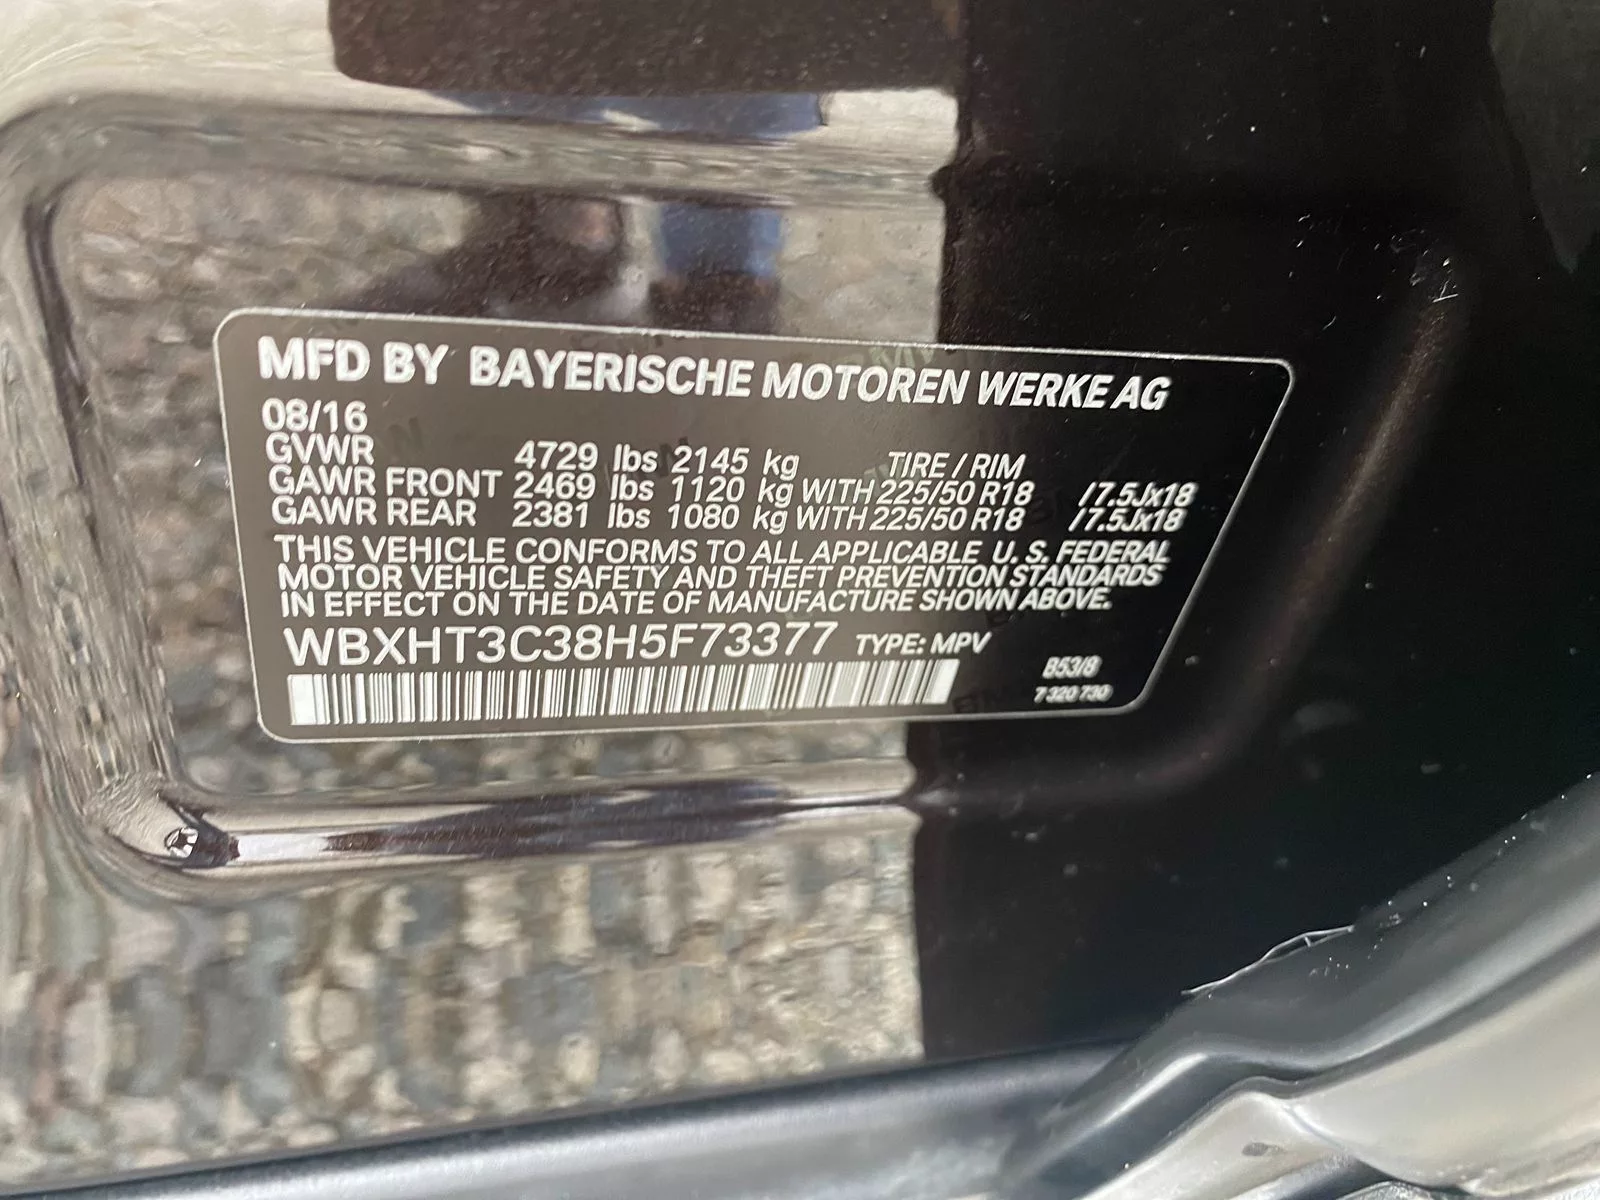 MFD BY BAYERISCHE MOTOREN WERKE AG
08/16
GVWR 4729 lbs 2145 kg TIRE / RIM
GAWR FRONT 2469 lbs 1120 kg WITH 225/50 R18 /7.5Jx18
GAWR REAR 2381 lbs 1080 kg WITH 225/50 R18 /7.5Jx18
THIS VEHICLE CONFORMS TO ALL APPLICABLE U. S. FEDERAL
MOTOR VEHICLE SAFETY AND THEFT PREVENTION STANDARDS
IN EFFECT ON THE DATE OF MANUFACTURE SHOWN ABOVE.
WBXHT3C38H5F73377 TYPE: MPV
B53/8
7 320 730